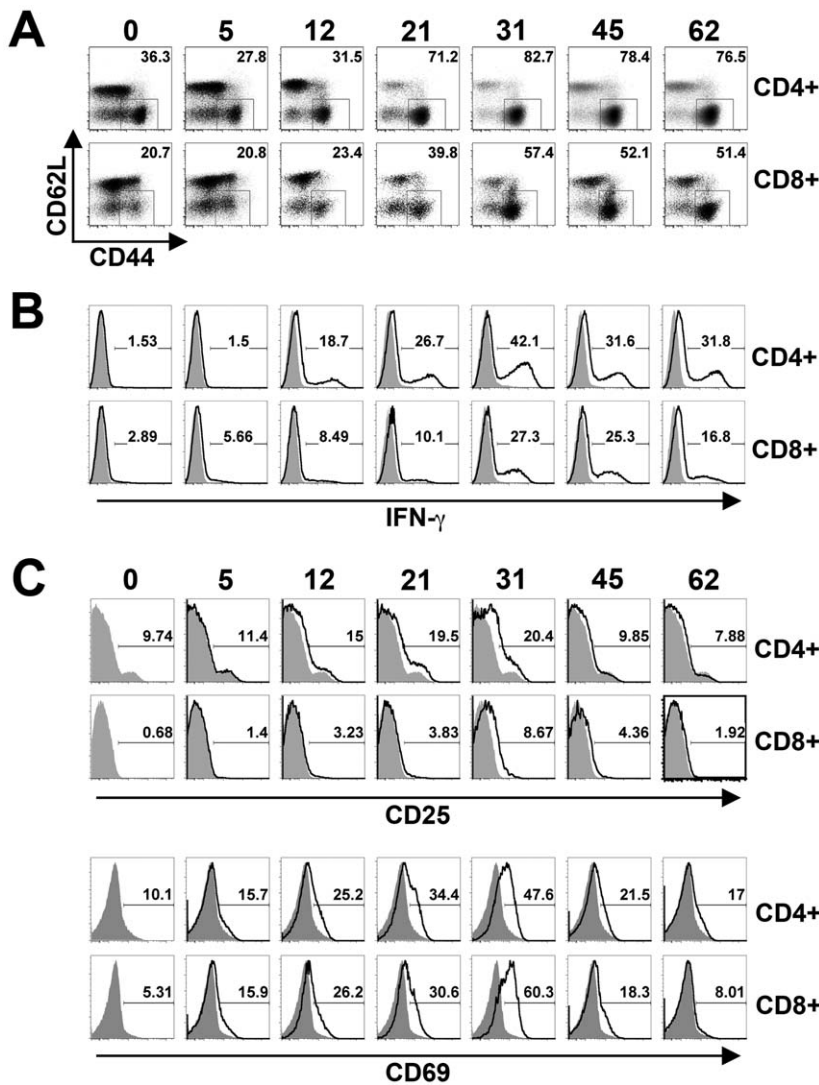 A
0 5 12 21 31 45 62
36.3 27.8 31.5 71.2 82.7 78.4 76.5
CD4+
20.7 20.8 23.4 39.8 57.4 52.1 51.4
CD8+
CD62L
CD44
B
1.53 1.5 18.7 26.7 42.1 31.6 31.8
CD4+
2.89 5.66 8.49 10.1 27.3 25.3 16.8
CD8+
IFN-γ
C
0 5 12 21 31 45 62
9.74 11.4 15 19.5 20.4 9.85 7.88
CD4+
0.68 1.4 3.23 3.83 8.67 4.36 1.92
CD8+
CD25
10.1 15.7 25.2 34.4 47.6 21.5 17
CD4+
5.31 15.9 26.2 30.6 60.3 18.3 8.01
CD8+
CD69